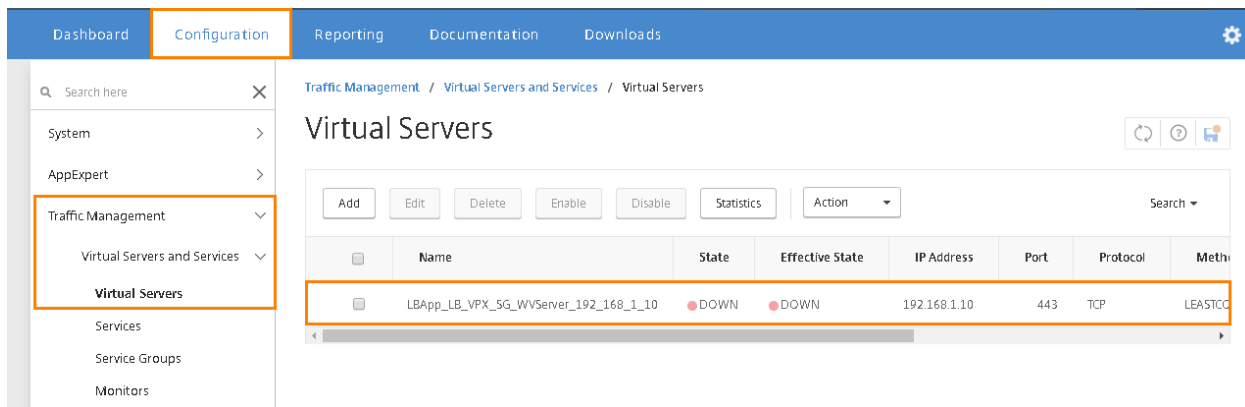 Dashboard Configuration Reporting Documentation Downloads
Search here
Traffic Management / Virtual Servers and Services / Virtual Servers
System
Virtual Servers
AppExpert
Traffic Management
Add Edit Delete Enable Disable Statistics Action Search
Virtual Servers and Services
Name State Effective State IP Address Port Protocol Meth
Virtual Servers
LBApp_LB_VPX_SG_WVServer_192_168_1_10 DOWN DOWN 192.168.1.10 443 TCP LEASTCO
Services
Service Groups
Monitors